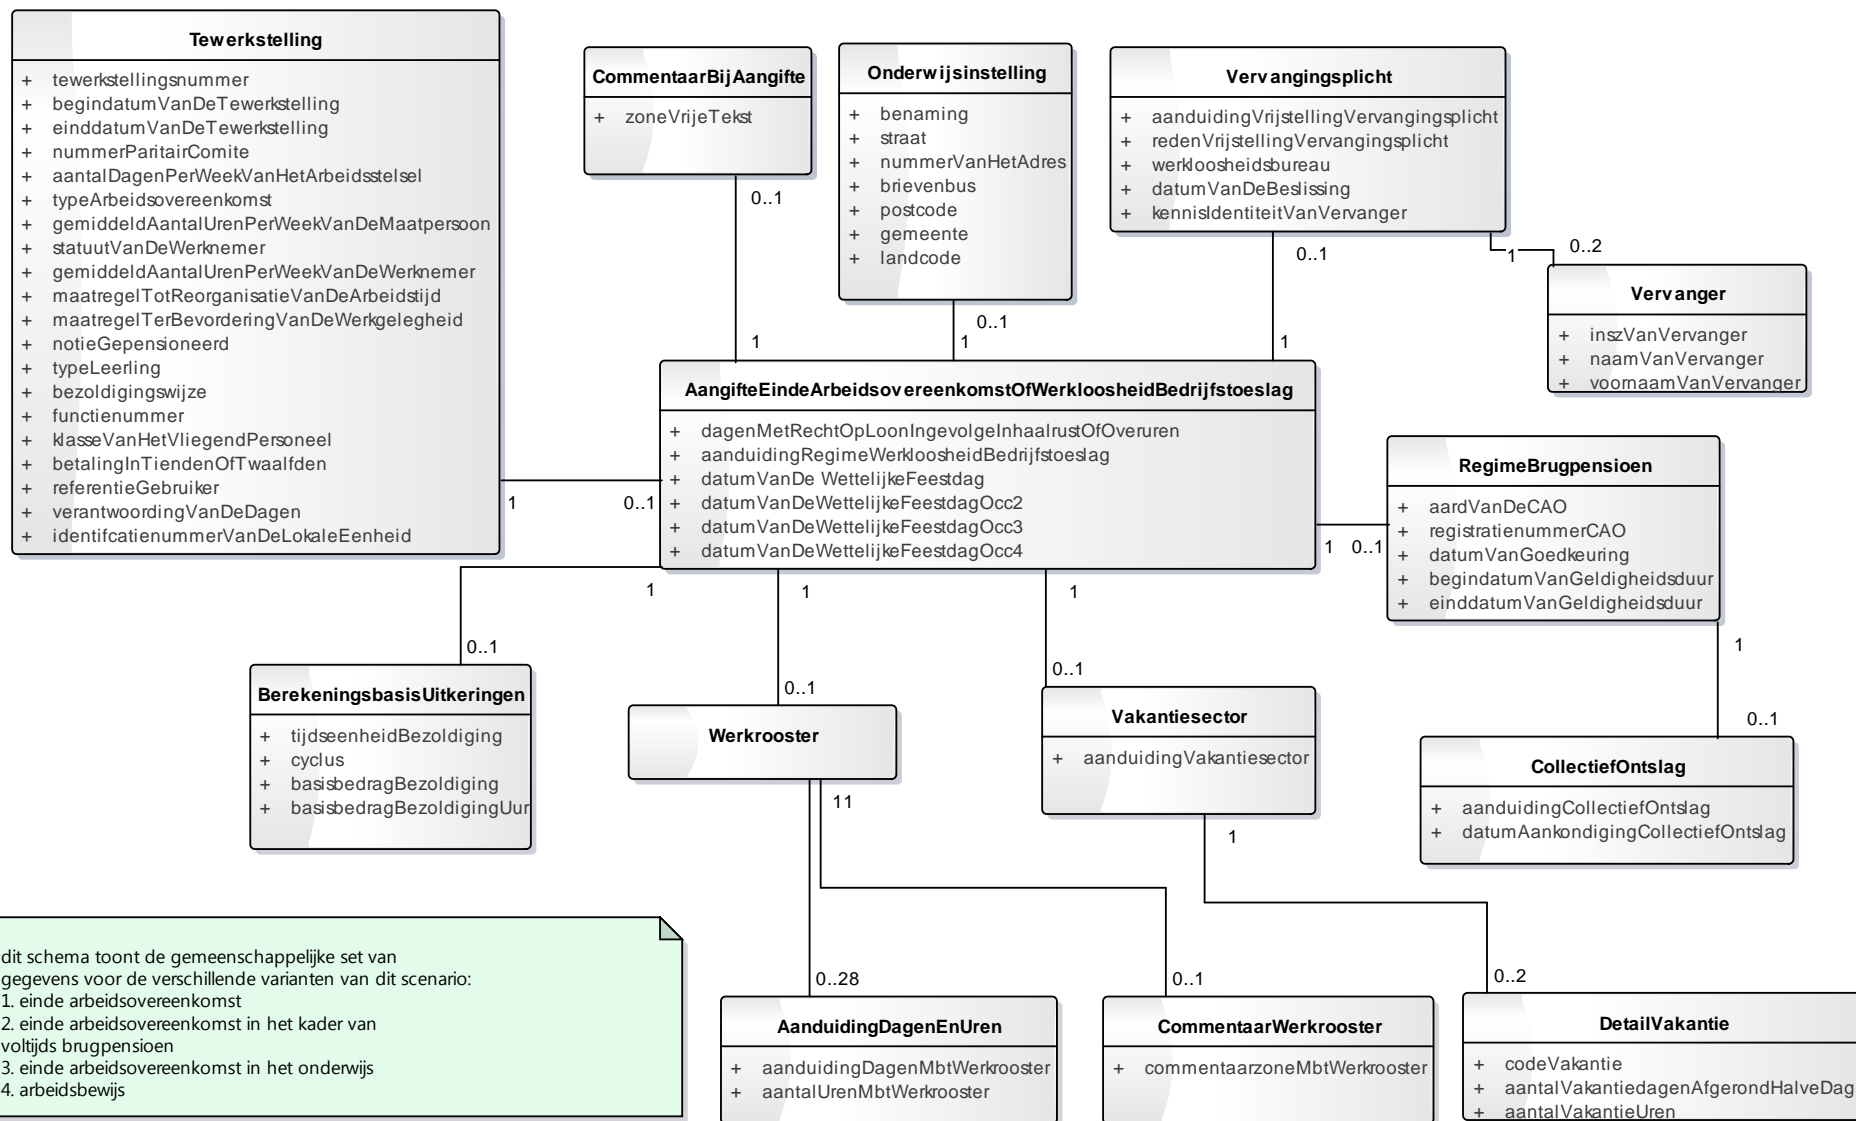 Tewerkstelling
+ tewerkstellingsnummer
+ begindatumVanDeTewerkstelling
+ einddatumVanDeTewerkstelling
+ nummerParitairComite
+ aantalDagenPerWeekVanHetArbeidsstelsel
+ typeArbeidsovereenkomst
+ gemiddeldAantalUrenPerWeekVanDeMaatpersoon
+ statuutVanDeWerknemer
+ gemiddeldAantalUrenPerWeekVanDeWerknemer
+ maatregelTotReorganisatieVanDeArbeidstijd
+ maatregelTerBevorderingVanDeWerkgelegheid
+ notieGepensioneerd
+ typeLeerling
+ bezoldigingswijze
+ functienummer
+ klasseVanHetVliegendPersoneel
+ betalingInTiendenOfTwaalfden
+ referentieGebruiker
+ verantwoordingVanDeDagen
+ identifcatienummerVanDeLokaleEenheid
CommentaarBijAangifte
+ zoneVrijeTekst
0..1
1
Onderwijsinstelling
+ benaming
+ straat
+ nummerVanHetAdres
+ brievenbus
+ postcode
+ gemeente
+ landcode
0..1
1
Vervangingsplicht
+ aanduidingVrijstellingVervangingsplicht
+ redenVrijstellingVervangingsplicht
+ werkloosheidsbureau
+ datumVanDeBeslissing
+ kennisIdentiteitVanVervanger
0..1
1
1
0..2
Vervanger
+ inszVanVervanger
+ naamVanVervanger
+ voornaamVanVervanger
AangifteEindeArbeidsovereenkomstOfWerkloosheidBedrijfstoeslag
+ dagenMetRechtOpLoonIngevolgeInhaalrustOfOveruren
+ aanduidingRegimeWerkloosheidBedrijfstoeslag
+ datumVanDe WettelijkeFeestdag
+ datumVanDeWettelijkeFeestdagOcc2
+ datumVanDeWettelijkeFeestdagOcc3
+ datumVanDeWettelijkeFeestdagOcc4
1
0..1
1
0..1
RegimeBrugpensioen
+ aardVanDeCAO
+ registratienummerCAO
+ datumVanGoedkeuring
+ begindatumVanGeldigheidsduur
+ einddatumVanGeldigheidsduur
1
0..1
1
0..1
1
0..1
1
0..1
BerekeningsbasisUitkeringen
+ tijdseenheidBezoldiging
+ cyclus
+ basisbedragBezoldiging
+ basisbedragBezoldigingUur
Werkrooster
11
Vakantiesector
+ aanduidingVakantiesector
1
CollectiefOntslag
+ aanduidingCollectiefOntslag
+ datumAankondigingCollectiefOntslag
dit schema toont de gemeenschappelijke set van
gegevens voor de verschillende varianten van dit scenario:
1. einde arbeidsovereenkomst
2. einde arbeidsovereenkomst in het kader van
voltijds brugpensioen
3. einde arbeidsovereenkomst in het onderwijs
4. arbeidsbewijs
0..28
AanduidingDagenEnUren
+ aanduidingDagenMbtWerkrooster
+ aantalUrenMbtWerkrooster
0..1
CommentaarWerkrooster
+ commentaarzoneMbtWerkrooster
0..2
DetailVakantie
+ codeVakantie
+ aantalVakantiedagenAfgerondHalveDag
+ aantalVakantieUren